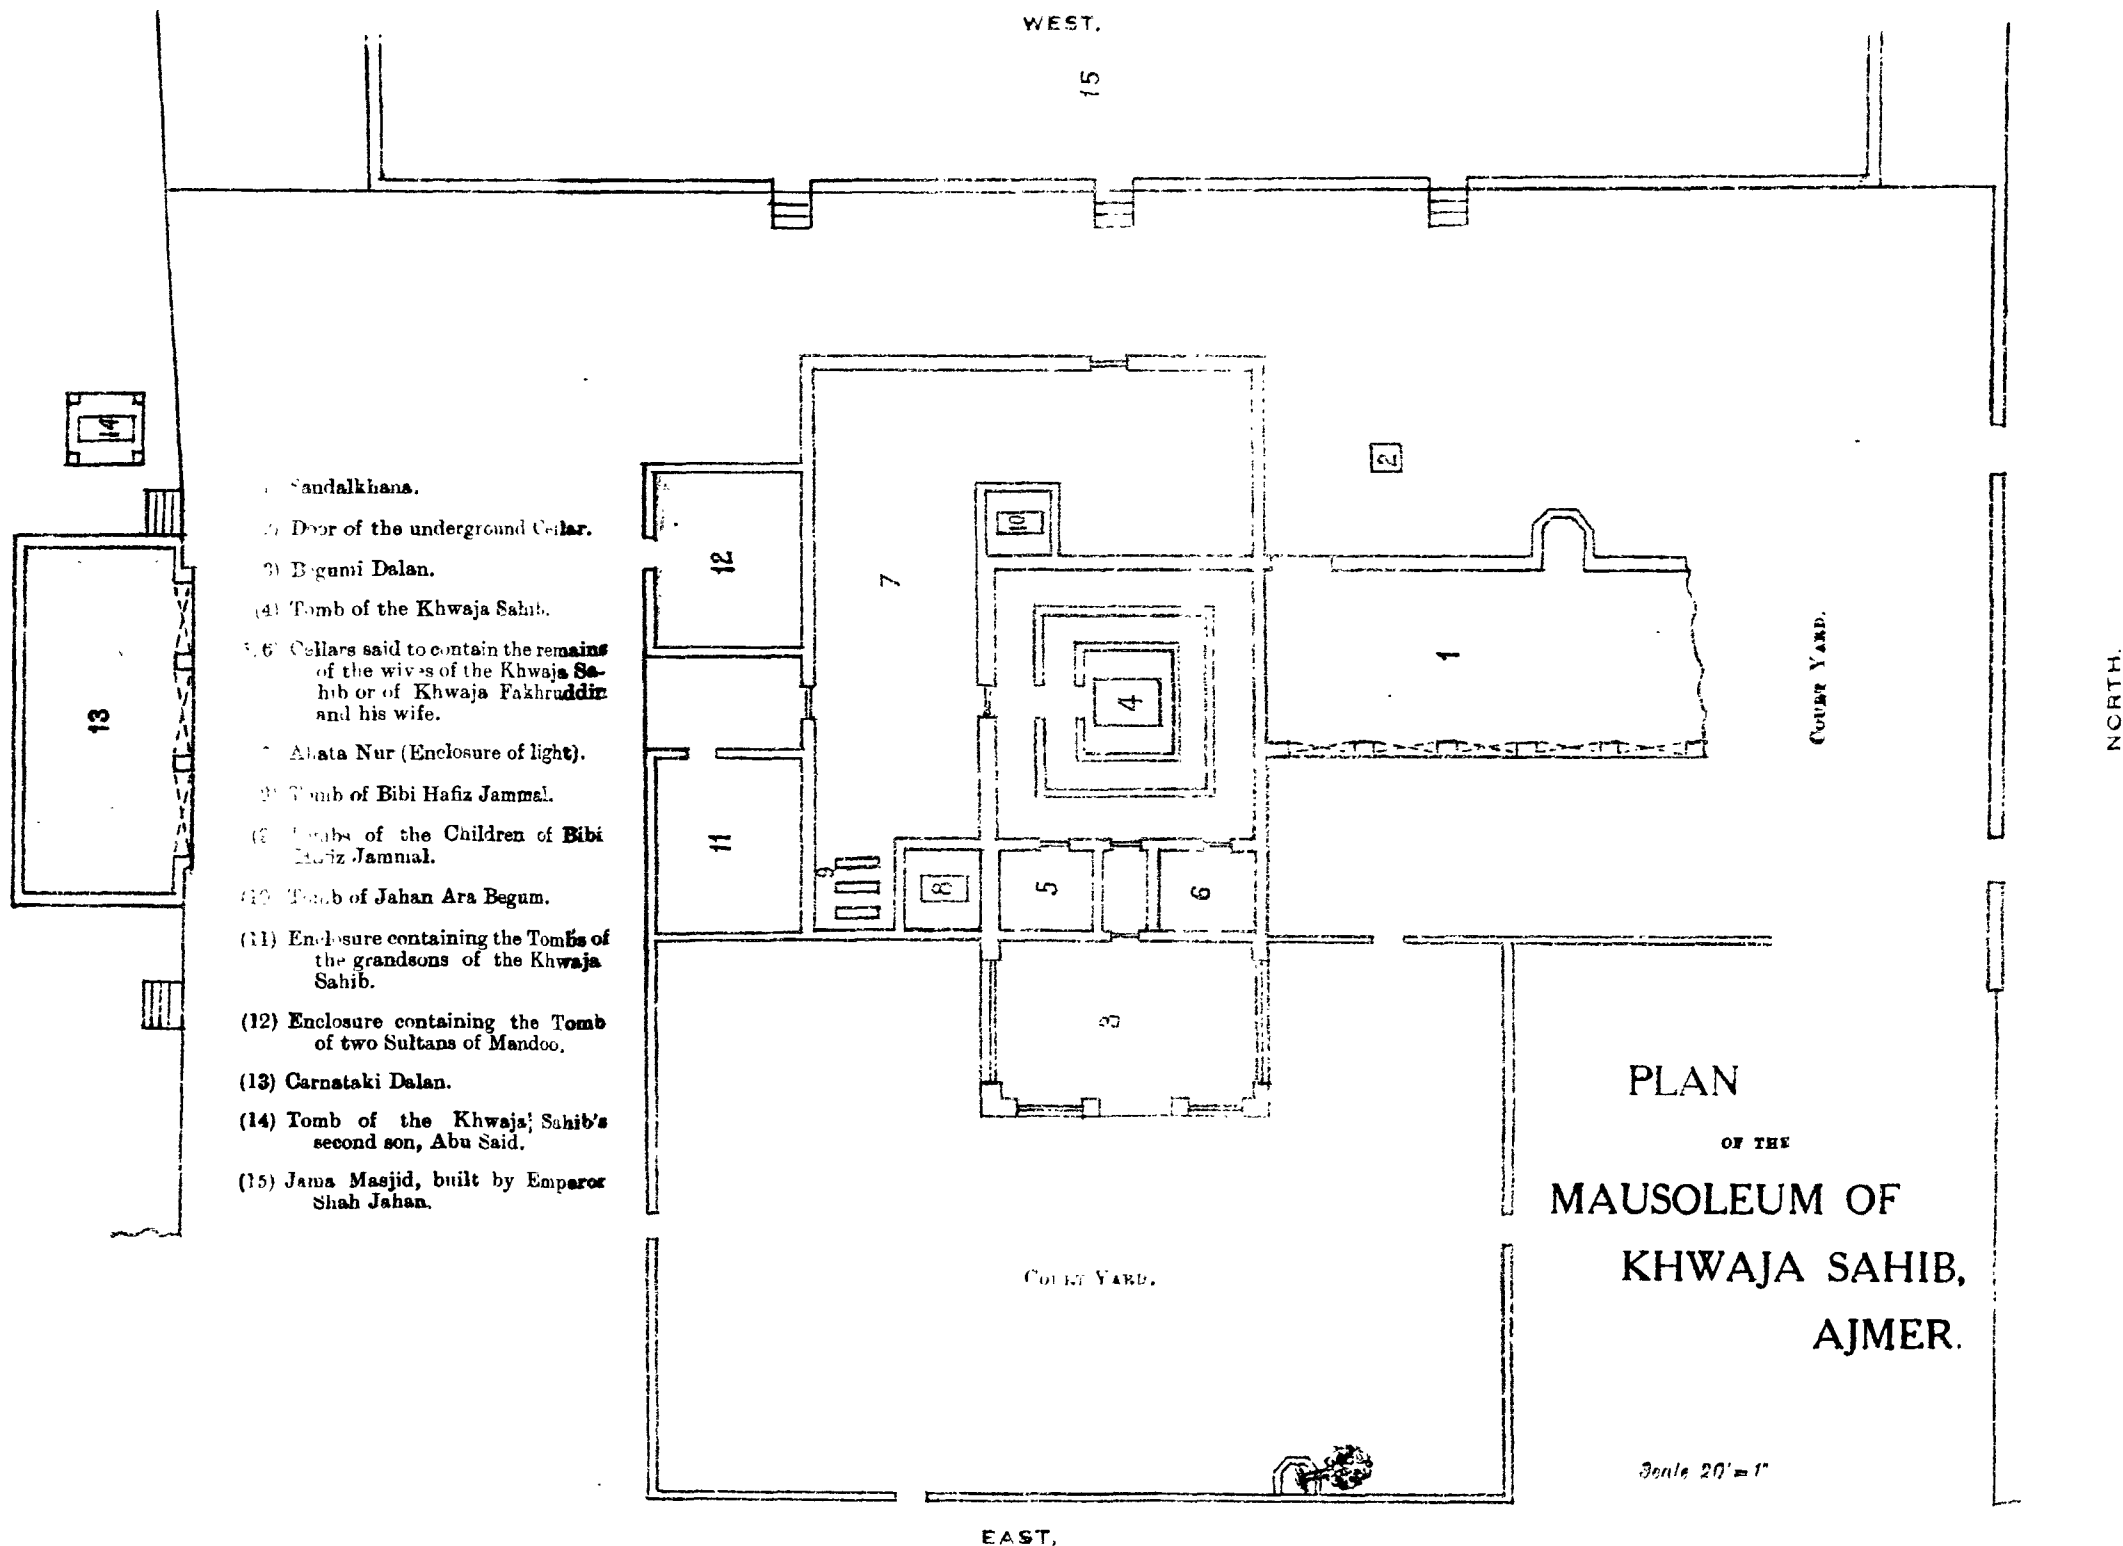 WEST.
15
14
2
Sandalkhana.
Door of the underground Cellar.
3) Begumi Dalan.
(4) Tomb of the Khwaja Sahib.
6) Cellars said to contain the remains
of the wives of the Khwaja Sa-
hib or of Khwaja Fakhruddin
and his wife.
Ahata Nur (Enclosure of light).
Tomb of Bibi Hafiz Jammal.
Tombs of the Children of Bibi
Hafiz Jammal.
(10) Tomb of Jahan Ara Begum.
(11) Enclosure containing the Tombs of
the grandsons of the Khwaja
Sahib.
(12) Enclosure containing the Tomb
of two Sultans of Mandoo.
(13) Carnataki Dalan.
(14) Tomb of the Khwaja Sahib's
second son, Abu Said.
(15) Jama Masjid, built by Emperor
Shah Jahan.
10
12
7
13
4
1
COURT YARD.
NORTH.
11
9
8
5
6
3
COURT YARD.
PLAN
OF THE
MAUSOLEUM OF
KHWAJA SAHIB,
AJMER.
Scale 20'=1"
EAST,